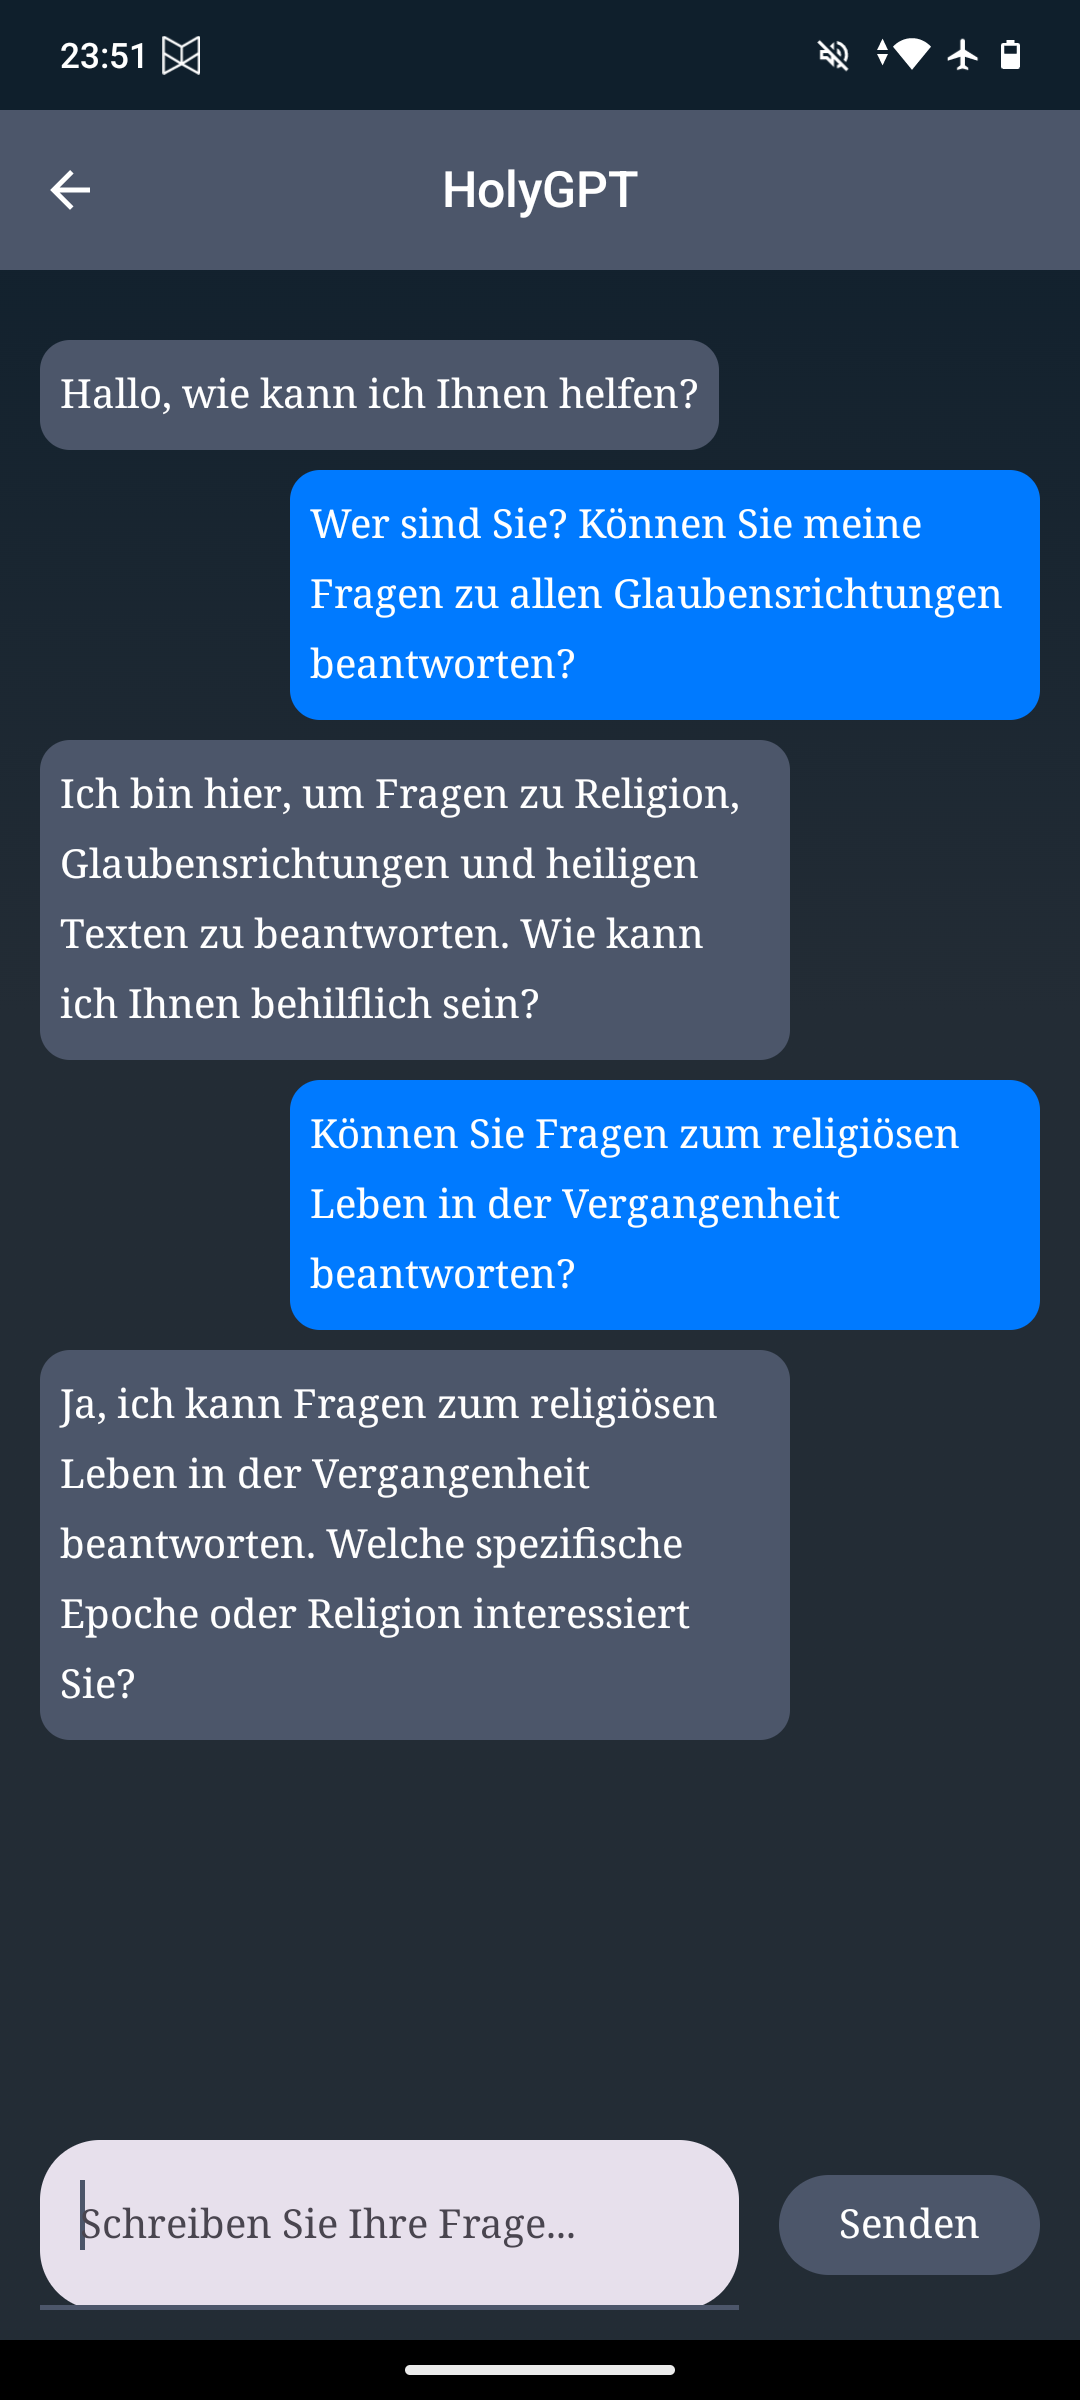 23:51
HolyGPT
Hallo, wie kann ich Ihnen helfen?
Wer sind Sie? Können Sie meine
Fragen zu allen Glaubensrichtungen
beantworten?
Ich bin hier, um Fragen zu Religion,
Glaubensrichtungen und heiligen
Texten zu beantworten. Wie kann
ich Ihnen behilflich sein?
Können Sie Fragen zum religiösen
Leben in der Vergangenheit
beantworten?
Ja, ich kann Fragen zum religiösen
Leben in der Vergangenheit
beantworten. Welche spezifische
Epoche oder Religion interessiert
Sie?
Schreiben Sie Ihre Frage...
Senden